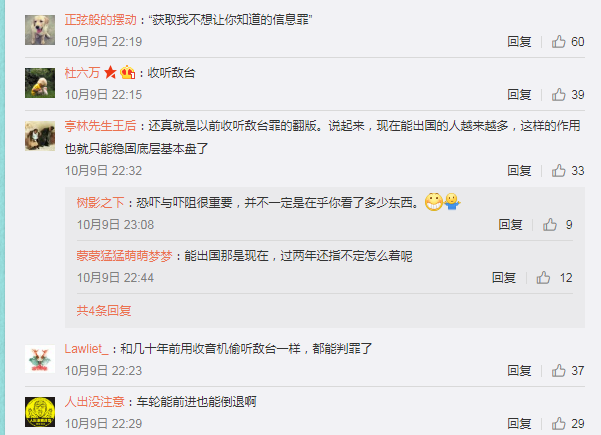 正弦般的摆动：“获取我不想让你知道的信息罪”
10月9日 22:19 回复 60
杜六万：收听敌台
10月9日 22:15 回复 39
亭林先生王后：还真就是以前收听敌台罪的翻版。说起来，现在能出国的人越来越多，这样的作用
也就只能稳固底层基本盘了
10月9日 22:32 回复 33
树影之下：恐吓与吓阻很重要，并不一定是在乎你看了多少东西。
10月9日 23:08 回复 9
蒙蒙猛猛萌萌梦梦：能出国那是现在，过两年还指不定怎么着呢
10月9日 22:44 回复 12
共4条回复
Lawliet_：和几十年前用收音机偷听敌台一样，都能判罪了
10月9日 22:23 回复 37
人出没注意：车轮能前进也能倒退啊
10月9日 22:29 回复 29